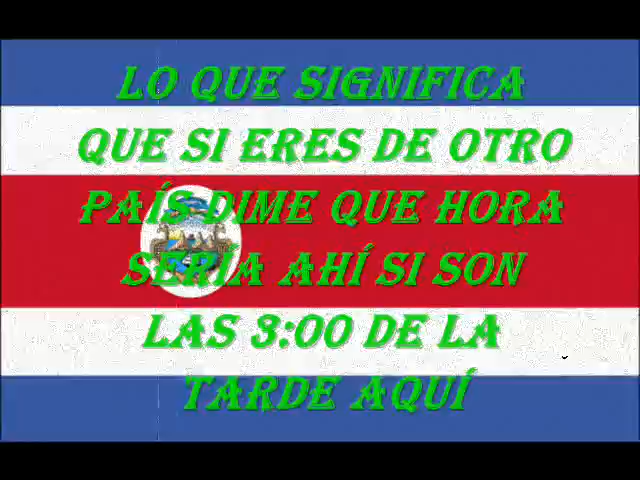 LO QUE SIGNIFICA
QUE SI ERES DE OTRO
PAÍS DIME QUE HORA
SERÍA AHÍ SI SON
LAS 3:00 DE LA
TARDE AQUÍ